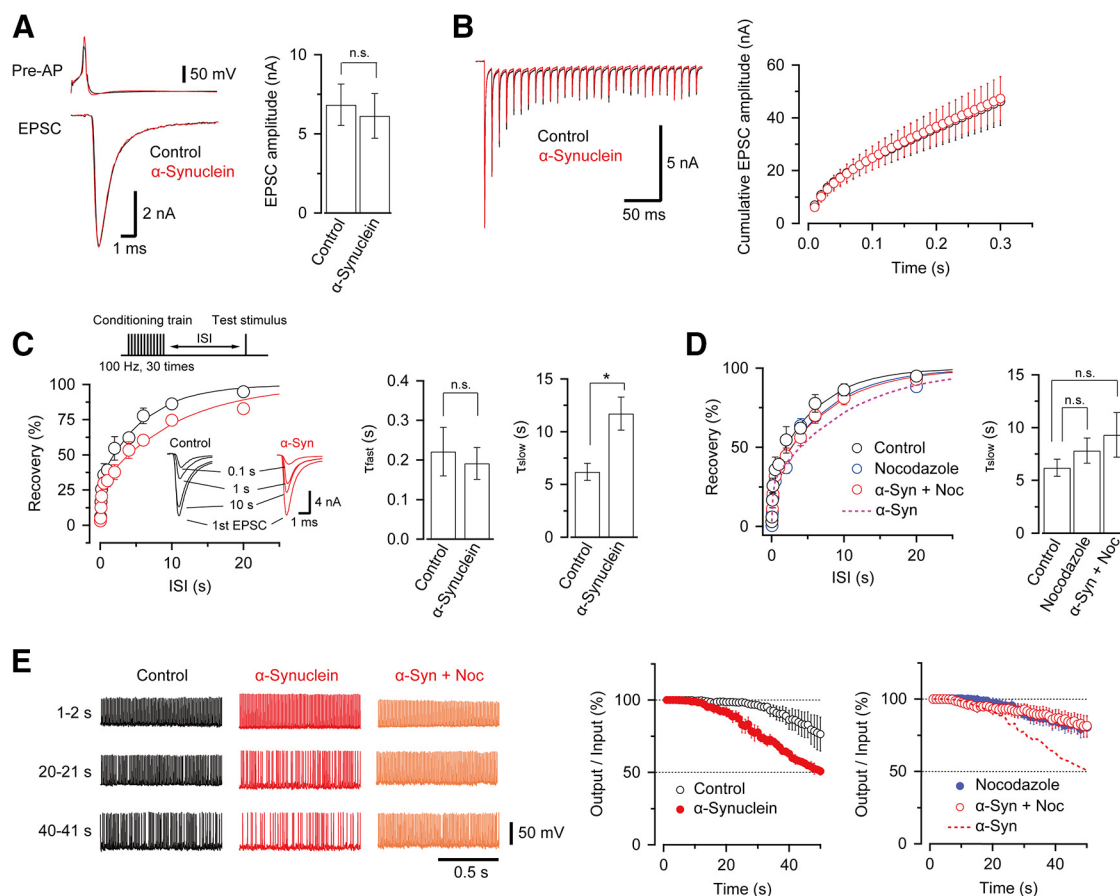 A
Pre-AP
50 mV
EPSC
Control
α-Synuclein
2 nA
1 ms
EPSC amplitude (nA)
10
5
0
n.s.
Control
α-Synuclein
B
Control
α-Synuclein
5 nA
50 ms
Cumulative EPSC amplitude (nA)
60
40
20
0
0.0
0.1
0.2
0.3
Time (s)
C
Conditioning train
Test stimulus
ISI
100 Hz, 30 times
Recovery (%)
100
75
50
25
0
Control
α-Syn
0.1 s
1 s
10 s
1st EPSC
4 nA
1 ms
0
10
20
ISI (s)
τfast (s)
0.4
0.3
0.2
0.1
0.0
n.s.
Control
α-Synuclein
τslow (s)
15
10
5
0
*
Control
α-Synuclein
D
Recovery (%)
100
50
0
Control
Nocodazole
α-Syn + Noc
α-Syn
0
10
20
ISI (s)
τslow (s)
15
10
5
0
n.s.
n.s.
Control
Nocodazole
α-Syn + Noc
E
Control
α-Synuclein
α-Syn + Noc
1-2 s
20-21 s
40-41 s
50 mV
0.5 s
Output / Input (%)
100
50
0
Control
α-Synuclein
0
20
40
Time (s)
Output / Input (%)
100
50
0
Nocodazole
α-Syn + Noc
α-Syn
0
20
40
Time (s)